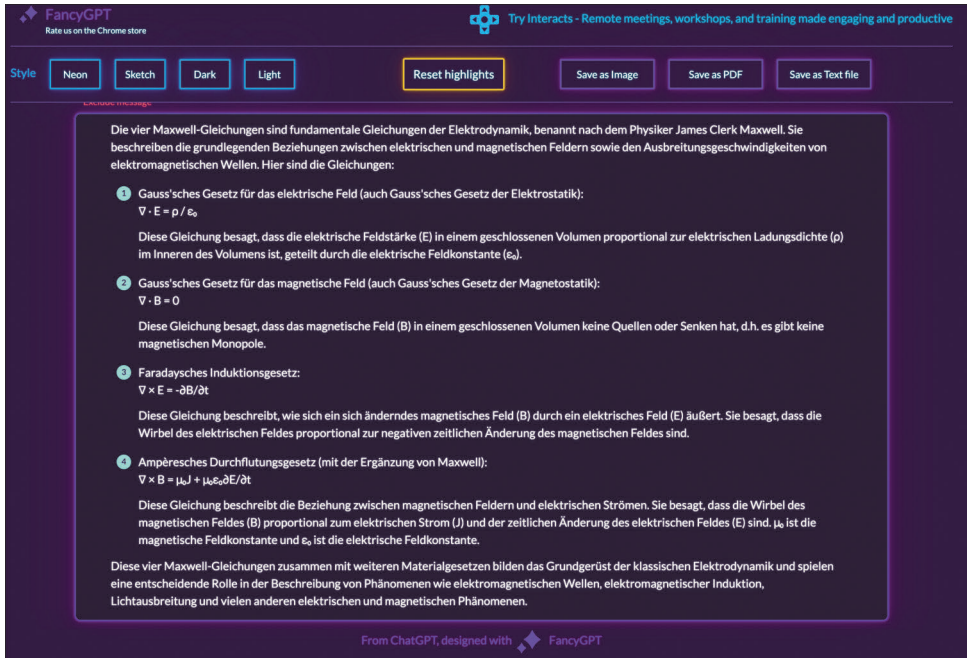 FancyGPT
Rate us on the Chrome store
Try Interacts - Remote meetings, workshops, and training made engaging and productive
Style
Neon
Sketch
Dark
Light
Reset highlights
Save as Image
Save as PDF
Save as Text file
Exclude message
Die vier Maxwell-Gleichungen sind fundamentale Gleichungen der Elektrodynamik, benannt nach dem Physiker James Clerk Maxwell. Sie
beschreiben die grundlegenden Beziehungen zwischen elektrischen und magnetischen Feldern sowie den Ausbreitungsgeschwindigkeiten von
elektromagnetischen Wellen. Hier sind die Gleichungen:
1 Gauss'sches Gesetz für das elektrische Feld (auch Gauss'sches Gesetz der Elektrostatik):
∇ · E = ρ / ε₀
Diese Gleichung besagt, dass die elektrische Feldstärke (E) in einem geschlossenen Volumen proportional zur elektrischen Ladungsdichte (ρ)
im Inneren des Volumens ist, geteilt durch die elektrische Feldkonstante (ε₀).
2 Gauss'sches Gesetz für das magnetische Feld (auch Gauss'sches Gesetz der Magnetostatik):
∇ · B = 0
Diese Gleichung besagt, dass das magnetische Feld (B) in einem geschlossenen Volumen keine Quellen oder Senken hat, d.h. es gibt keine
magnetischen Monopole.
3 Faradaysches Induktionsgesetz:
∇ × E = -∂B/∂t
Diese Gleichung beschreibt, wie sich ein sich änderndes magnetisches Feld (B) durch ein elektrisches Feld (E) äußert. Sie besagt, dass die
Wirbel des elektrischen Feldes proportional zur negativen zeitlichen Änderung des magnetischen Feldes sind.
4 Ampèresches Durchflutungsgesetz (mit der Ergänzung von Maxwell):
∇ × B = μ₀J + μ₀ε₀∂E/∂t
Diese Gleichung beschreibt die Beziehung zwischen magnetischen Feldern und elektrischen Strömen. Sie besagt, dass die Wirbel des
magnetischen Feldes (B) proportional zum elektrischen Strom (J) und der zeitlichen Änderung des elektrischen Feldes (E) sind. μ₀ ist die
magnetische Feldkonstante und ε₀ ist die elektrische Feldkonstante.
Diese vier Maxwell-Gleichungen zusammen mit weiteren Materialgesetzen bilden das Grundgerüst der klassischen Elektrodynamik und spielen
eine entscheidende Rolle in der Beschreibung von Phänomenen wie elektromagnetischen Wellen, elektromagnetischer Induktion,
Lichtausbreitung und vielen anderen elektrischen und magnetischen Phänomenen.
From ChatGPT, designed with FancyGPT